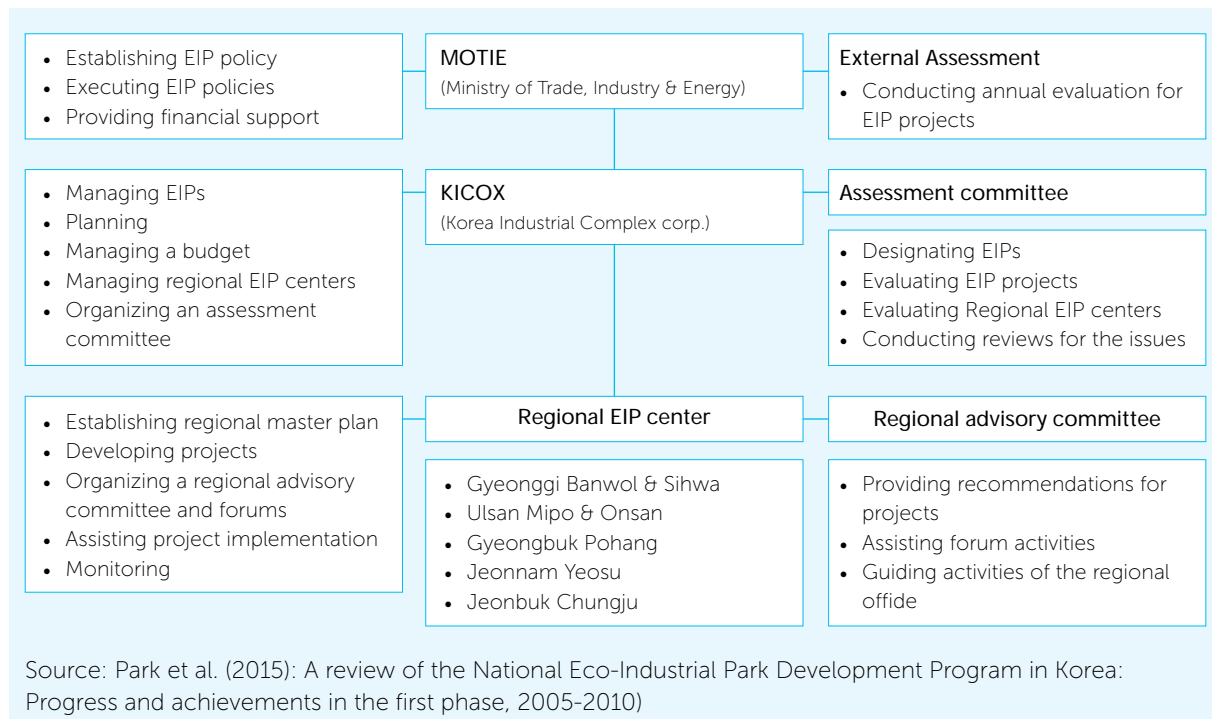 • Establishing EIP policy
• Executing EIP policies
• Providing financial support
MOTIE
(Ministry of Trade, Industry & Energy)
External Assessment
• Conducting annual evaluation for
EIP projects
• Managing EIPs
• Planning
• Managing a budget
• Managing regional EIP centers
• Organizing an assessment
committee
KICOX
(Korea Industrial Complex corp.)
Assessment committee
• Designating EIPs
• Evaluating EIP projects
• Evaluating Regional EIP centers
• Conducting reviews for the issues
• Establishing regional master plan
• Developing projects
• Organizing a regional advisory
committee and forums
• Assisting project implementation
• Monitoring
Regional EIP center
• Gyeonggi Banwol & Sihwa
• Ulsan Mipo & Onsan
• Gyeongbuk Pohang
• Jeonnam Yeosu
• Jeonbuk Chungju
Regional advisory committee
• Providing recommendations for
projects
• Assisting forum activities
• Guiding activities of the regional
offide
Source: Park et al. (2015): A review of the National Eco-Industrial Park Development Program in Korea:
Progress and achievements in the first phase, 2005-2010)